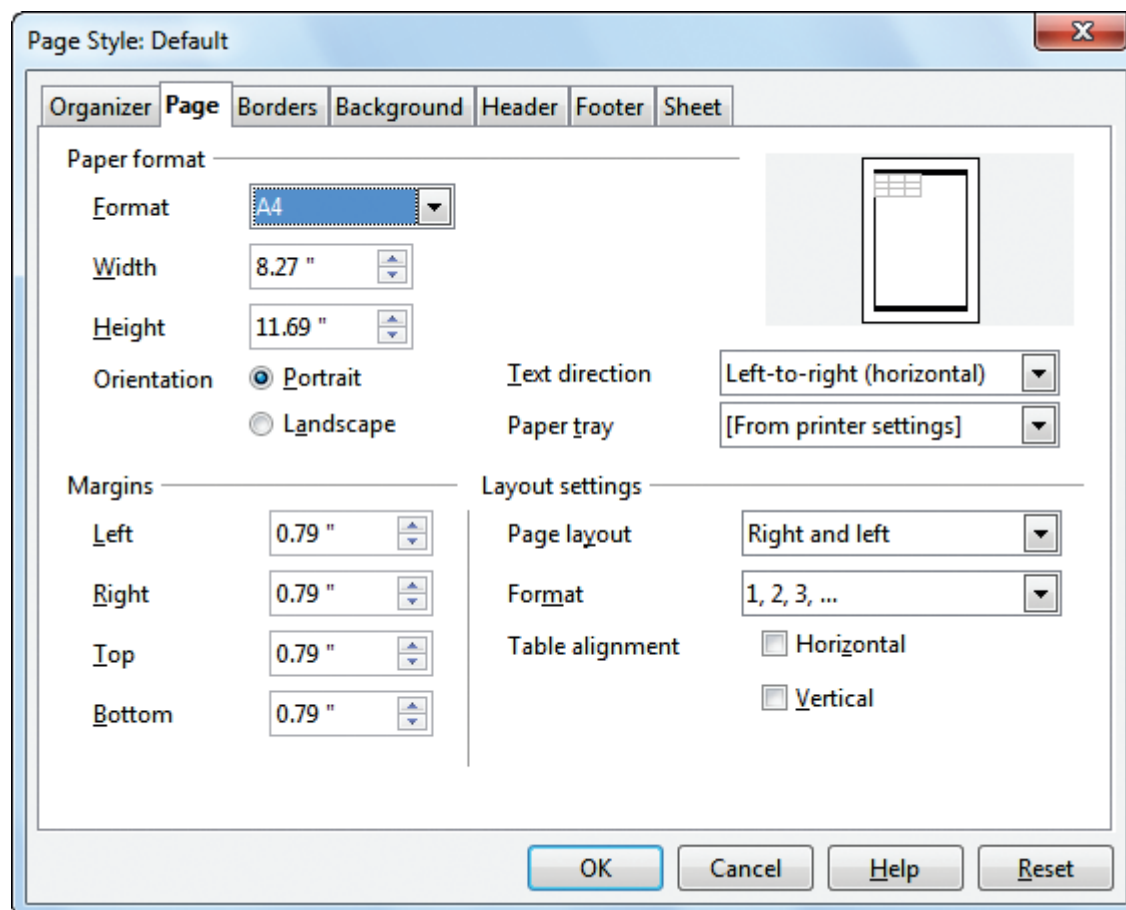 Page Style: Default
Organizer Page Borders Background Header Footer Sheet
Paper format
Format A4
Width 8.27 "
Height 11.69 "
Orientation Portrait
Landscape
Text direction Left-to-right (horizontal)
Paper tray [From printer settings]
Margins
Left 0.79 "
Right 0.79 "
Top 0.79 "
Bottom 0.79 "
Layout settings
Page layout Right and left
Format 1, 2, 3, ...
Table alignment Horizontal
Vertical
OK Cancel Help Reset